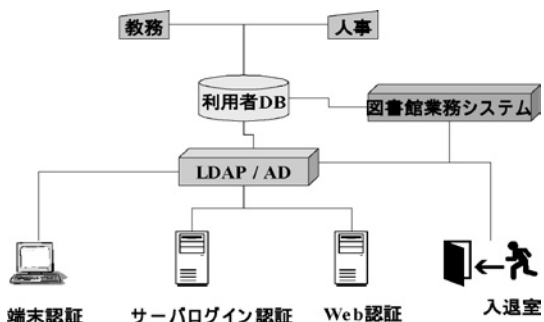 教務
人事
利用者DB
図書館業務システム
LDAP / AD
端末認証
サーバログイン認証
Web認証
入退室